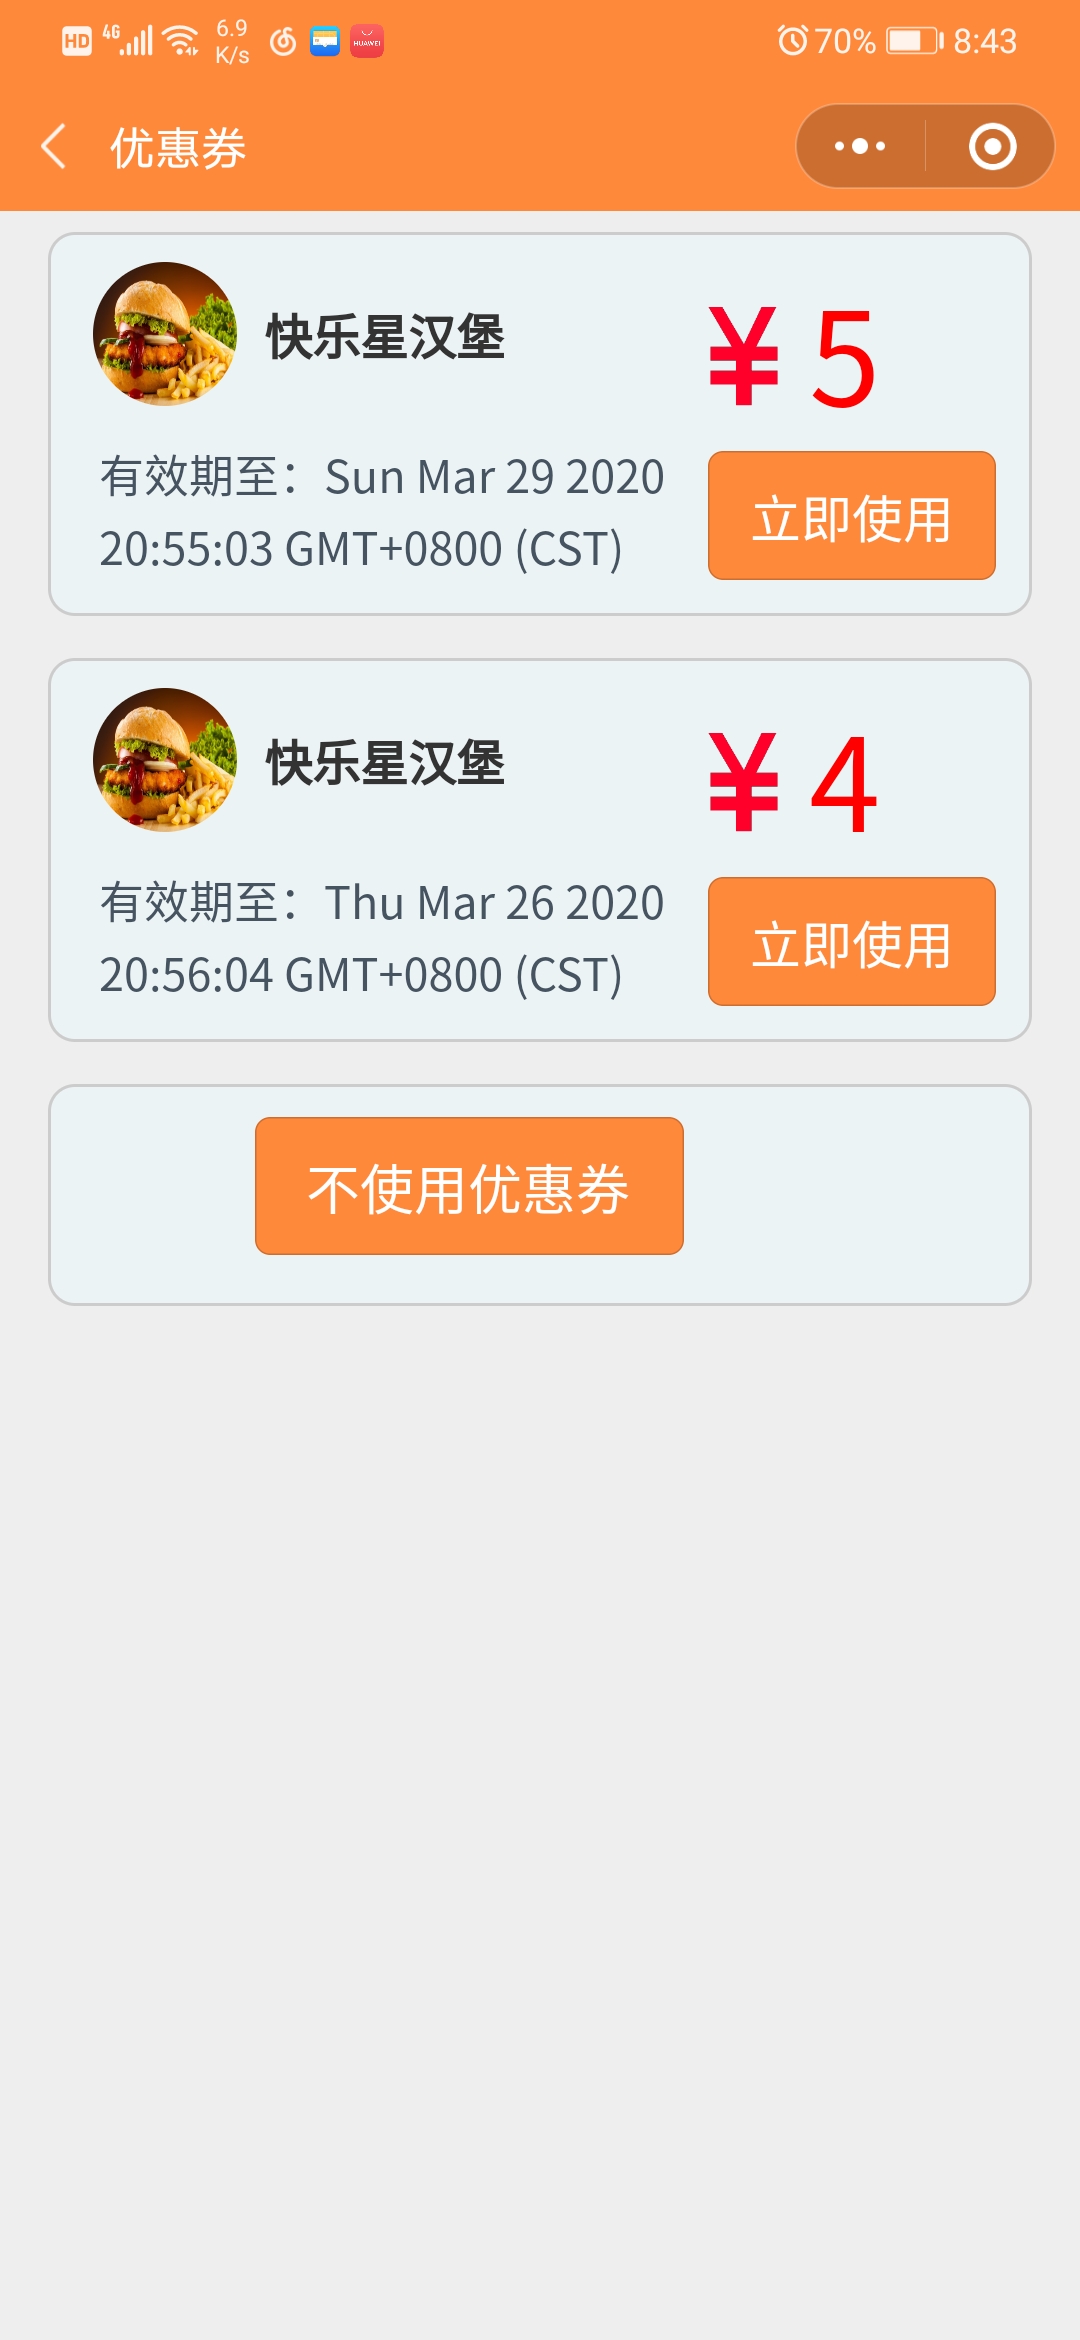 HD 4G 6.9 K/s HUAWEI 70% 8:43
优惠券
快乐星汉堡
¥ 5
有效期至：Sun Mar 29 2020
20:55:03 GMT+0800 (CST)
立即使用
快乐星汉堡
¥ 4
有效期至：Thu Mar 26 2020
20:56:04 GMT+0800 (CST)
立即使用
不使用优惠券